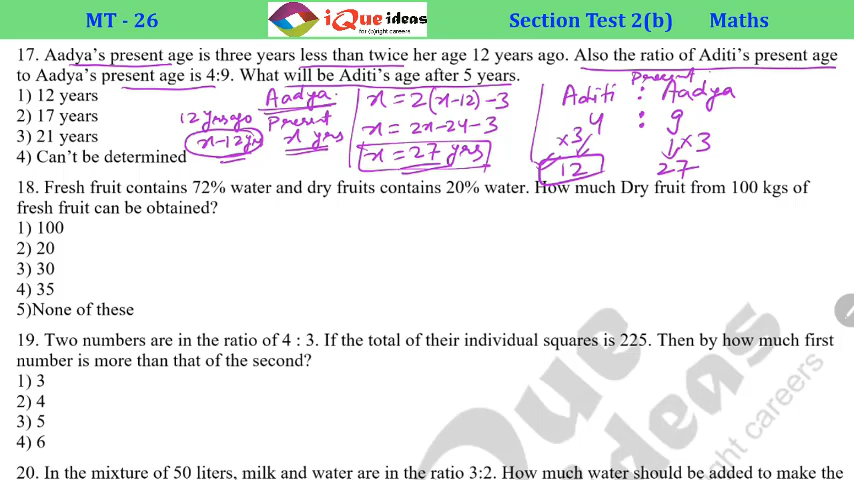 MT - 26
iQue ideas
for (c)right careers
Section Test 2(b)
Maths
17. Aadya's present age is three years less than twice her age 12 years ago. Also the ratio of Aditi's present age
to Aadya's present age is 4:9. What will be Aditi's age after 5 years.
1) 12 years
2) 17 years
3) 21 years
4) Can't be determined
Aadya.
12 yrs ago Present
x-12 yrs x yrs
x = 2(x-12) -3
x = 2x-24-3
x = 27 yrs
Present
Aditi : Aadya
4 : 9
×3 ×3
12 27
18. Fresh fruit contains 72% water and dry fruits contains 20% water. How much Dry fruit from 100 kgs of
fresh fruit can be obtained?
1) 100
2) 20
3) 30
4) 35
5)None of these
19. Two numbers are in the ratio of 4 : 3. If the total of their individual squares is 225. Then by how much first
number is more than that of the second?
1) 3
2) 4
3) 5
4) 6
20. In the mixture of 50 liters, milk and water are in the ratio 3:2. How much water should be added to make the